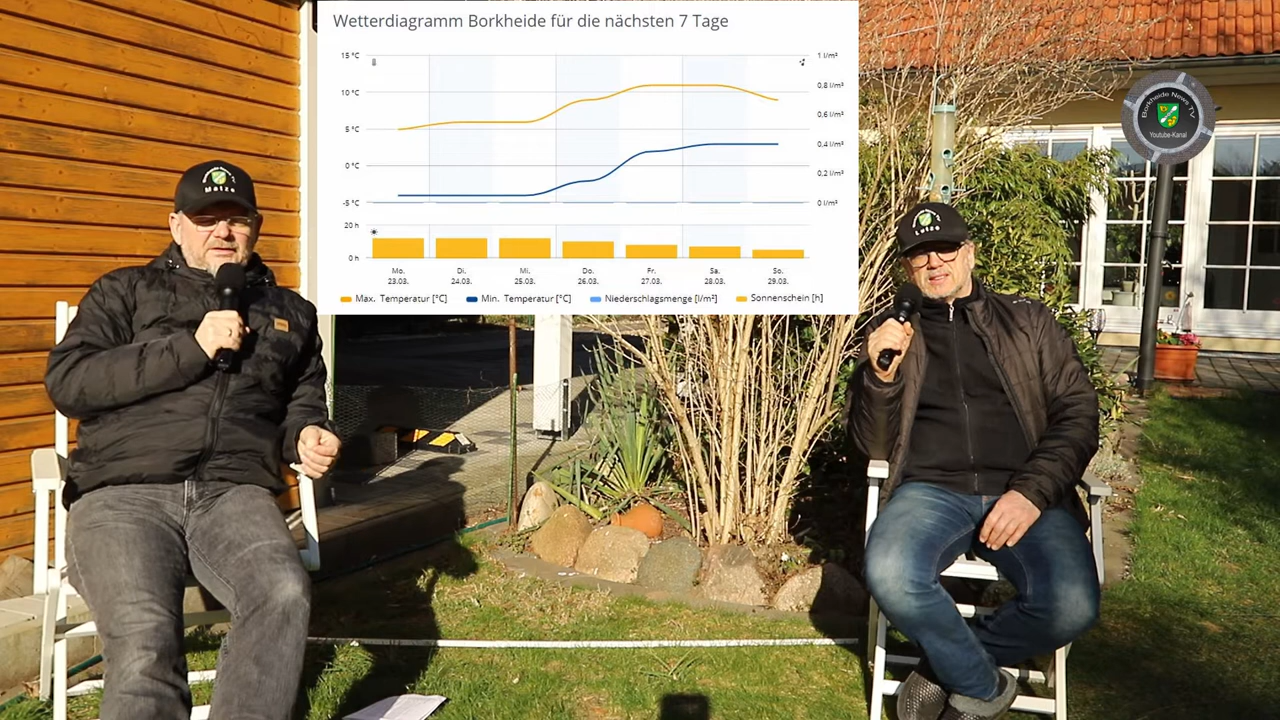 Wetterdiagramm Borkheide für die nächsten 7 Tage
15 °C
1 l/m²
10 °C
0,8 l/m²
0,6 l/m²
5 °C
0,4 l/m²
0 °C
0,2 l/m²
-5 °C
0 l/m²
20 h
0 h
Mo. Di. Mi. Do. Fr. Sa. So.
23.03. 24.03. 25.03. 26.03. 27.03. 28.03. 29.03.
Max. Temperatur [°C] Min. Temperatur [°C] Niederschlagsmenge [l/m²] Sonnenschein [h]
Borkheide News TV
Youtube-Kanal
Matze
Lutze